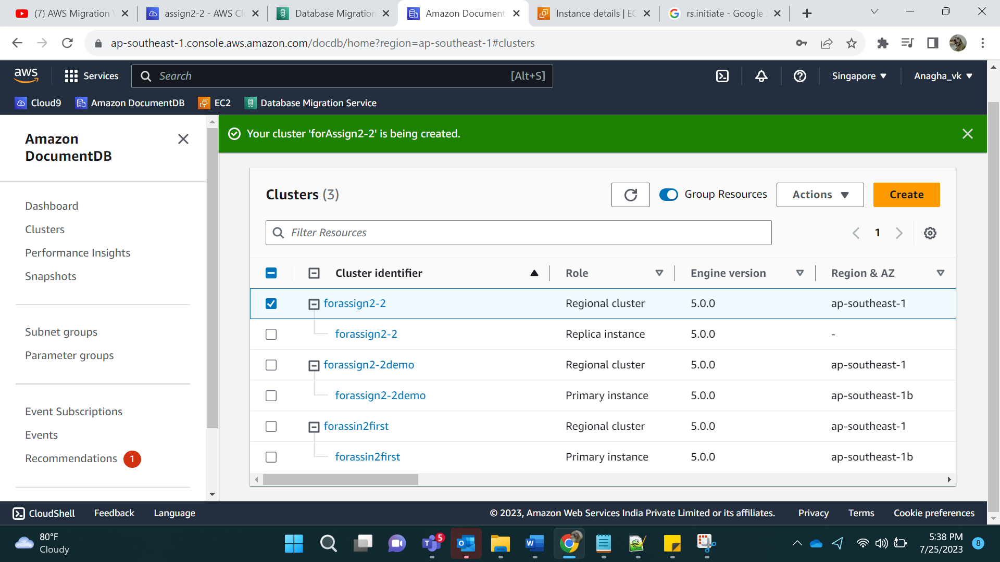 (7) AWS Migration
assign2-2 - AWS Cl
Database Migration
Amazon Document
Instance details | EC
rs.initiate - Google
ap-southeast-1.console.aws.amazon.com/docdb/home?region=ap-southeast-1#clusters
aws
Services
Search
[Alt+S]
Singapore
Anagha_vk
Cloud9
Amazon DocumentDB
EC2
Database Migration Service
Amazon
DocumentDB
Your cluster 'forAssign2-2' is being created.
Dashboard
Clusters
Performance Insights
Snapshots
Subnet groups
Parameter groups
Event Subscriptions
Events
Recommendations 1
Clusters (3)
Group Resources
Actions
Create
Filter Resources
1
Cluster identifier Role Engine version Region & AZ
forassign2-2 Regional cluster 5.0.0 ap-southeast-1
forassign2-2 Replica instance 5.0.0 -
forassign2-2demo Regional cluster 5.0.0 ap-southeast-1
forassign2-2demo Primary instance 5.0.0 ap-southeast-1b
forassin2first Regional cluster 5.0.0 ap-southeast-1
forassin2first Primary instance 5.0.0 ap-southeast-1b
CloudShell
Feedback
Language
© 2023, Amazon Web Services India Private Limited or its affiliates.
Privacy
Terms
Cookie preferences
80°F
Cloudy
5
5:38 PM
7/25/2023
8